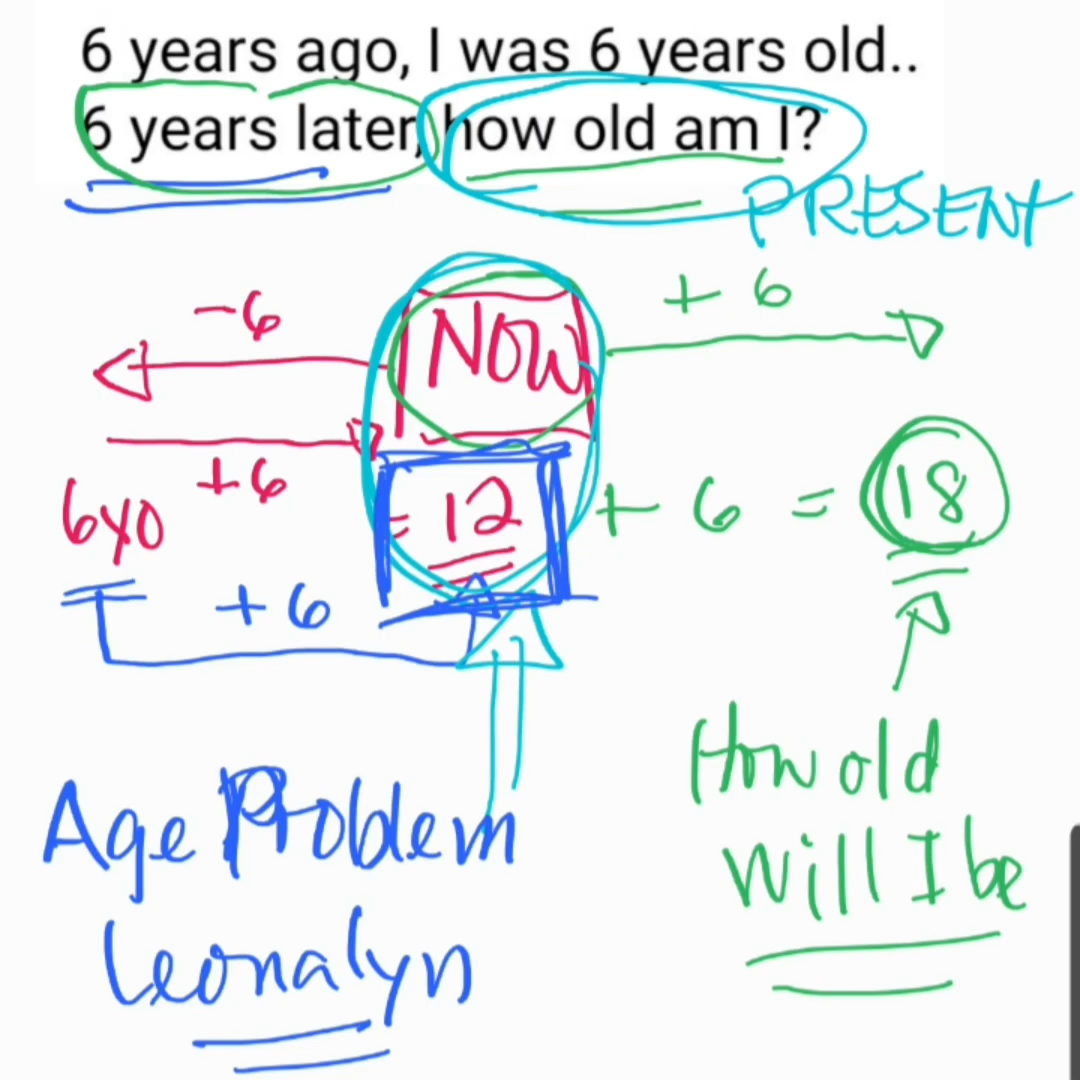 6 years ago, I was 6 years old..
6 years later, how old am I?
PRESENT
-6
NOW
+ 6
+6
6yo
= 12 + 6 = 18
+ 6
How old
Will I be
Age Problem
Leonalyn